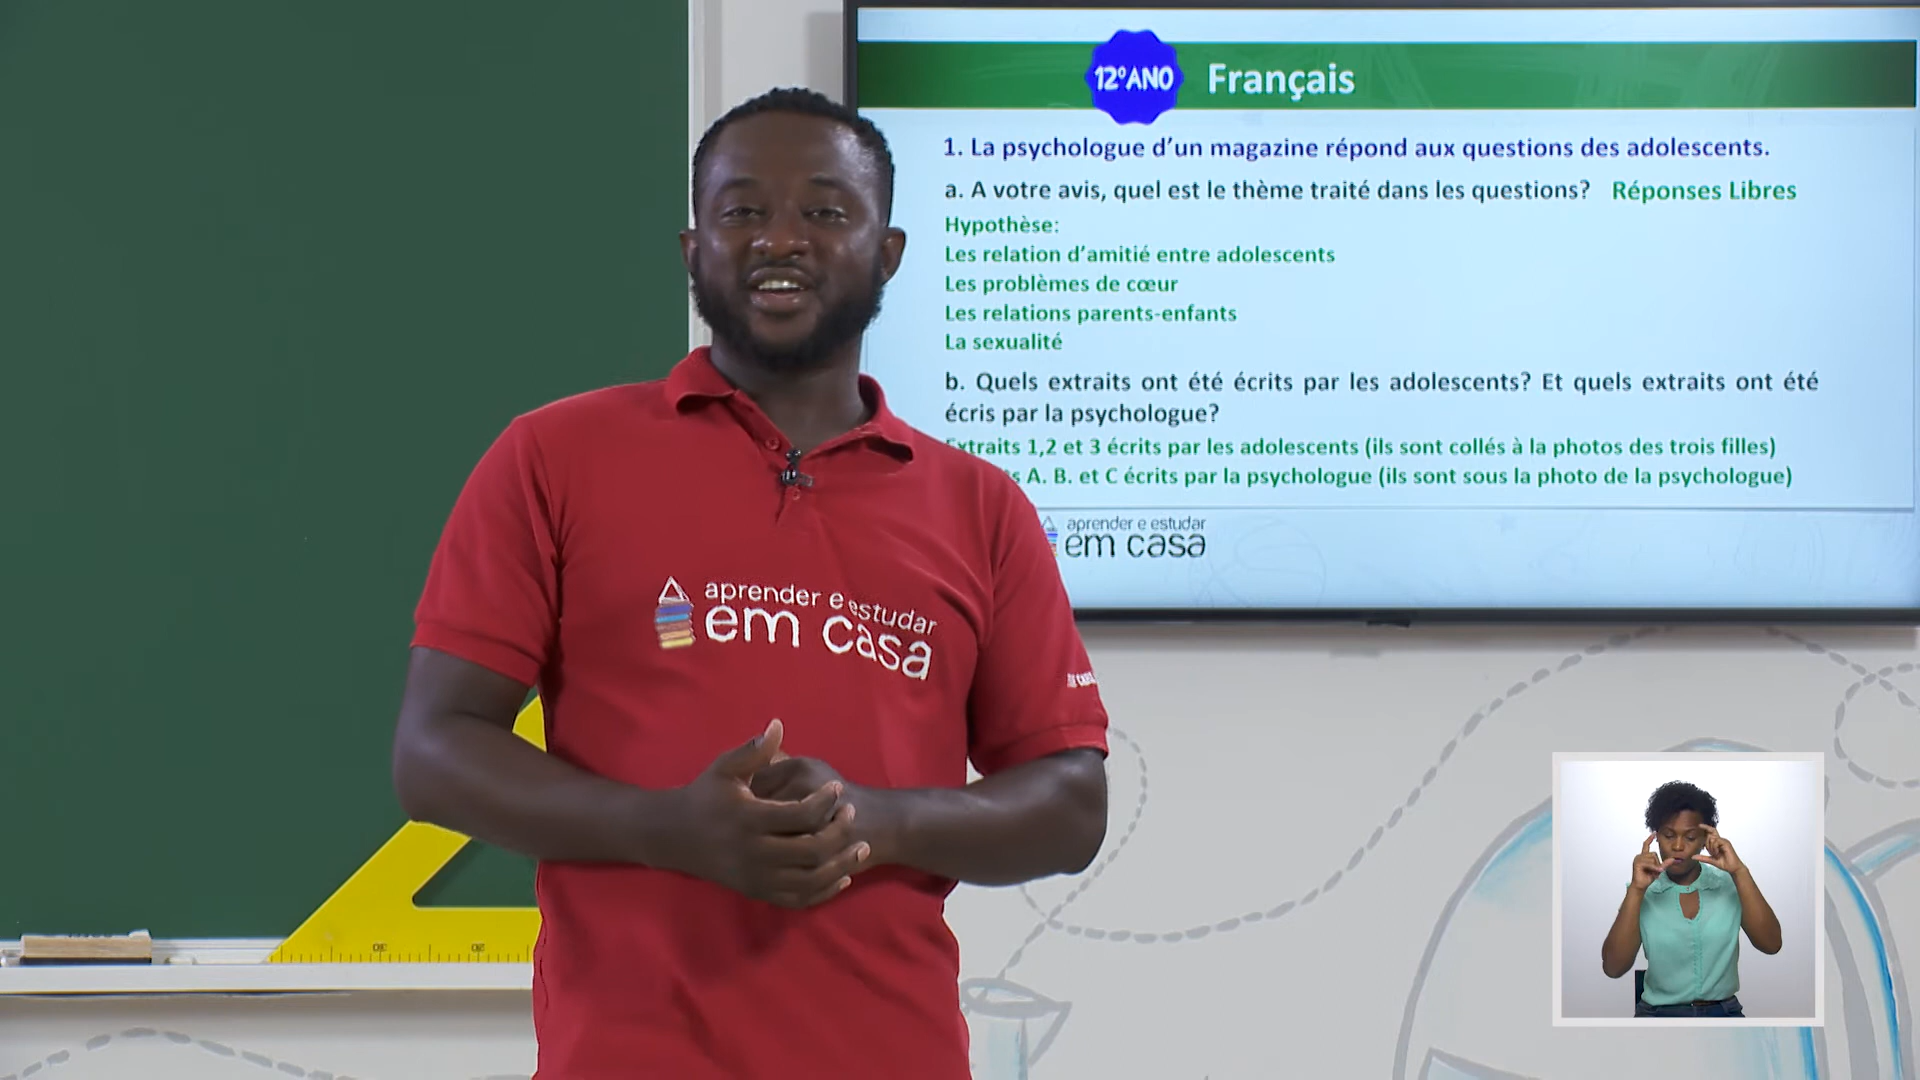 12ºANO Français
1. La psychologue d’un magazine répond aux questions des adolescents.
a. A votre avis, quel est le thème traité dans les questions? Réponses Libres
Hypothèse:
Les relation d’amitié entre adolescents
Les problèmes de cœur
Les relations parents-enfants
La sexualité
b. Quels extraits ont été écrits par les adolescents? Et quels extraits ont été
écris par la psychologue?
Extraits 1,2 et 3 écrits par les adolescents (ils sont collés à la photos des trois filles)
A. B. et C écrits par la psychologue (ils sont sous la photo de la psychologue)
aprender e estudar
em casa
aprender e estudar
em casa
30 20